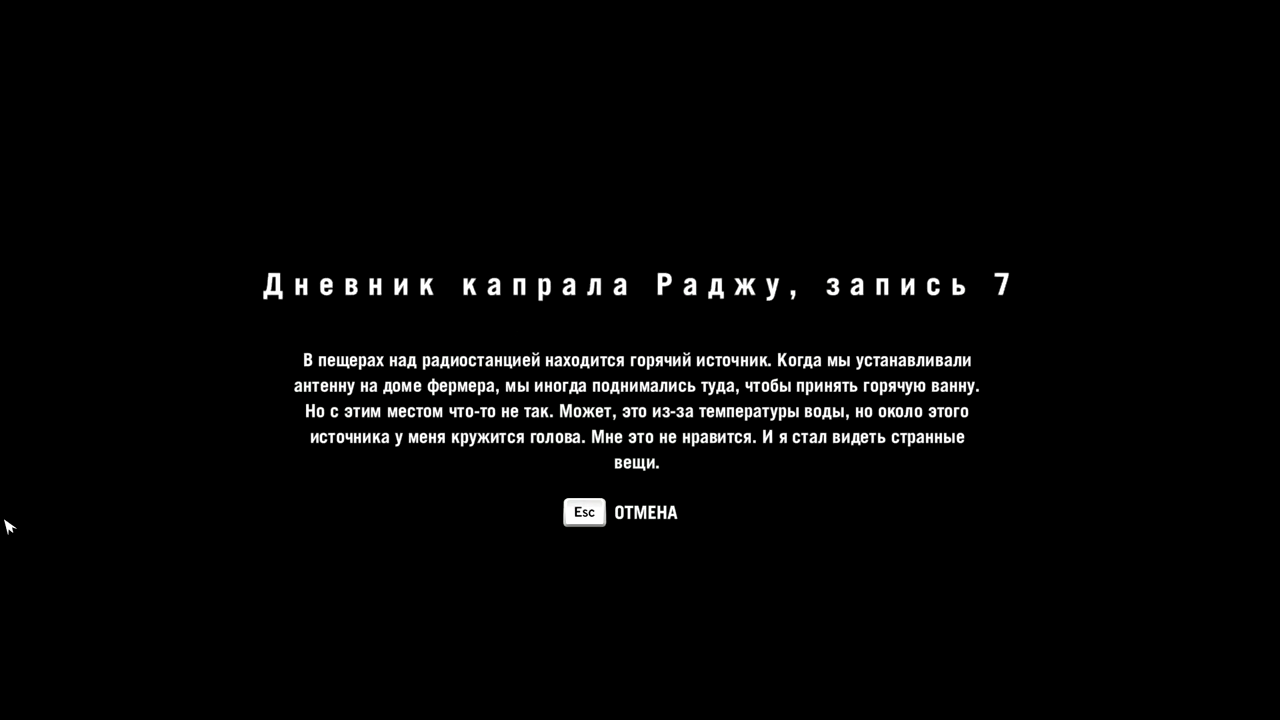 Дневник капрала Раджу, запись 7
В пещерах над радиостанцией находится горячий источник. Когда мы устанавливали
антенну на доме фермера, мы иногда поднимались туда, чтобы принять горячую ванну.
Но с этим местом что-то не так. Может, это из-за температуры воды, но около этого
источника у меня кружится голова. Мне это не нравится. И я стал видеть странные
вещи.
Esc ОТМЕНА